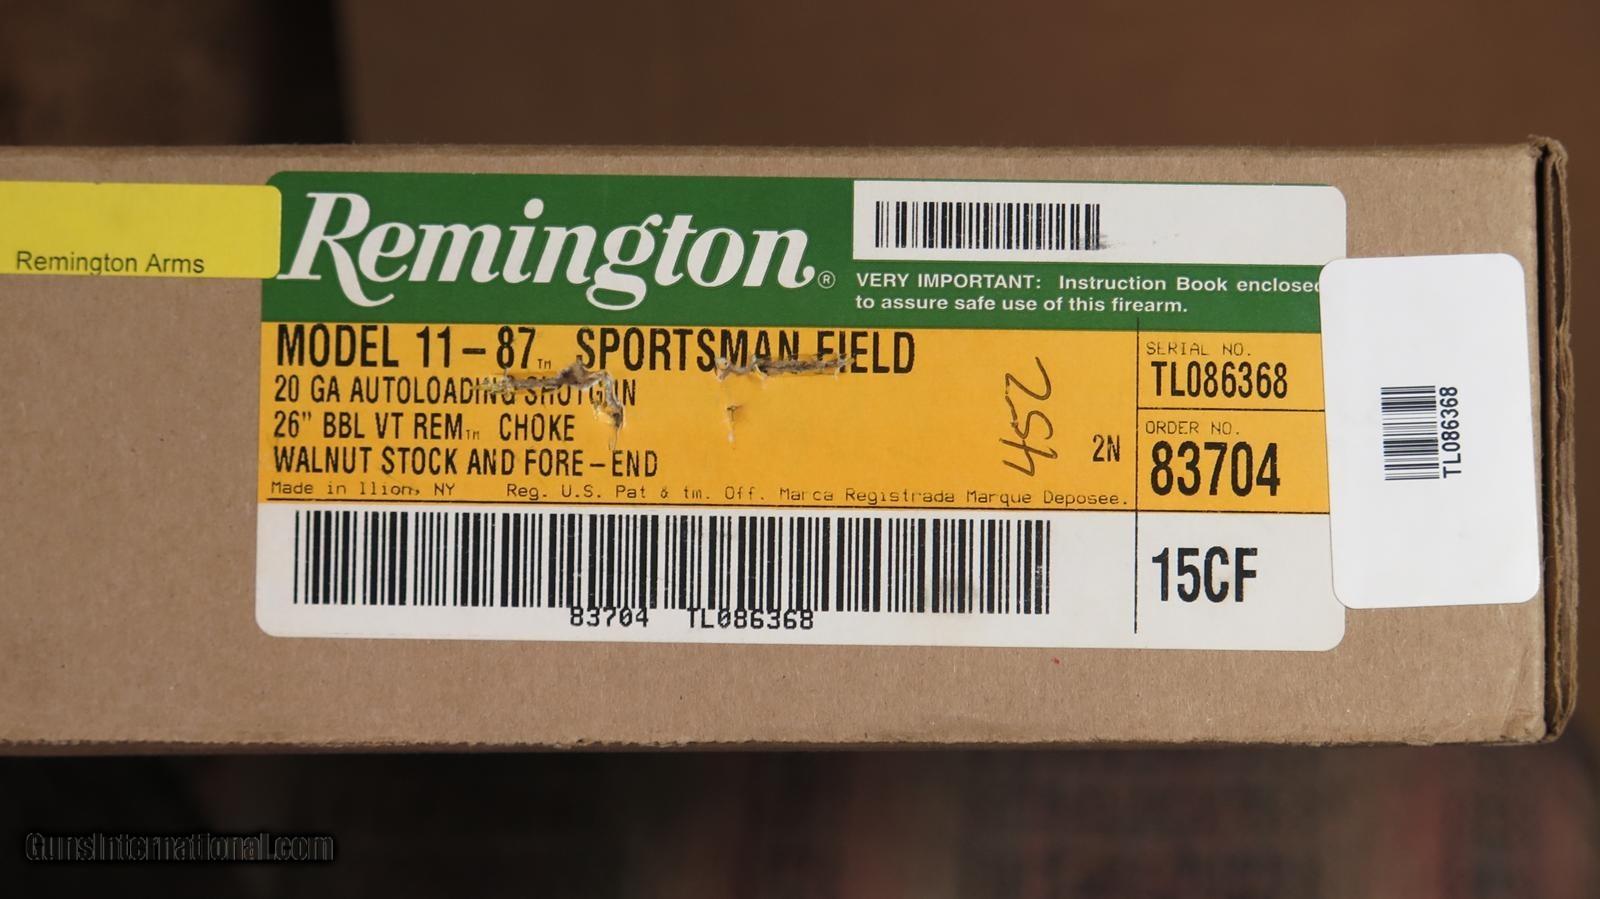 Remington Arms
Remington®
VERY IMPORTANT: Instruction Book enclosed
to assure safe use of this firearm.
MODEL 11-87™ SPORTSMAN FIELD
20 GA AUTOLOADING SHOTGUN
26" BBL VT REM™ CHOKE
WALNUT STOCK AND FORE-END
Made in Ilion, NY Reg. U.S. Pat & tm. Off. Marca Registrada Marque Deposee.
452
2N
SERIAL NO.
TL086368
ORDER NO.
83704
15CF
83704 TL086368
TL086368
GunsInternational.com